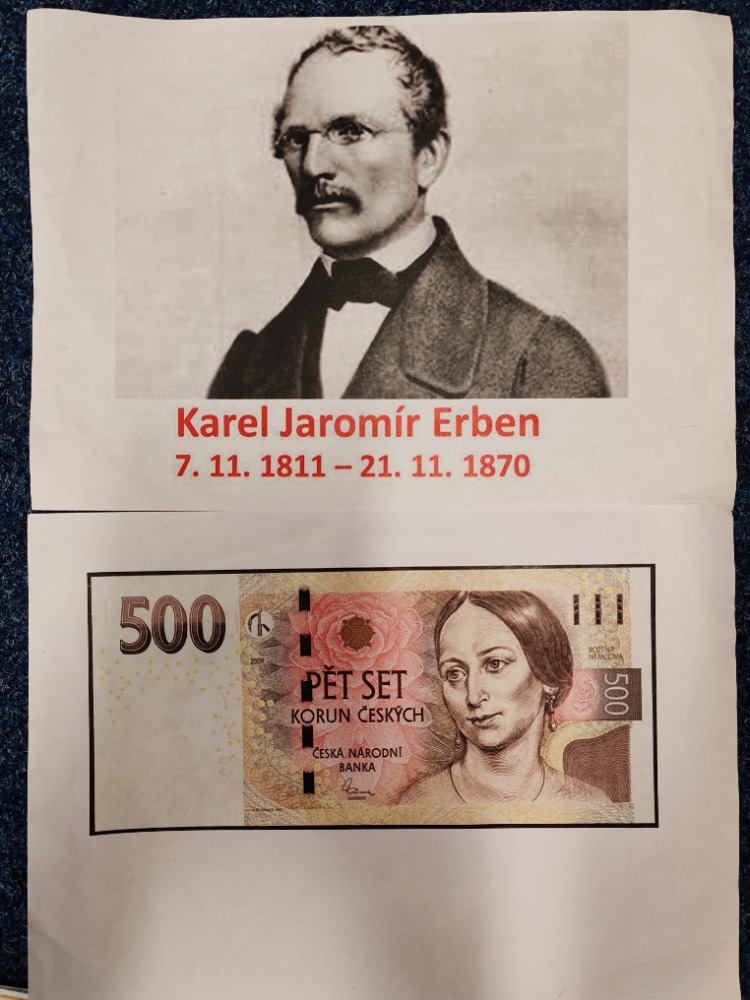 Karel Jaromír Erben
7. 11. 1811 – 21. 11. 1870
500
2009
PĚT SET
KORUN ČESKÝCH
ČESKÁ NÁRODNÍ
BANKA
BOŽENA
NĚMCOVÁ
500